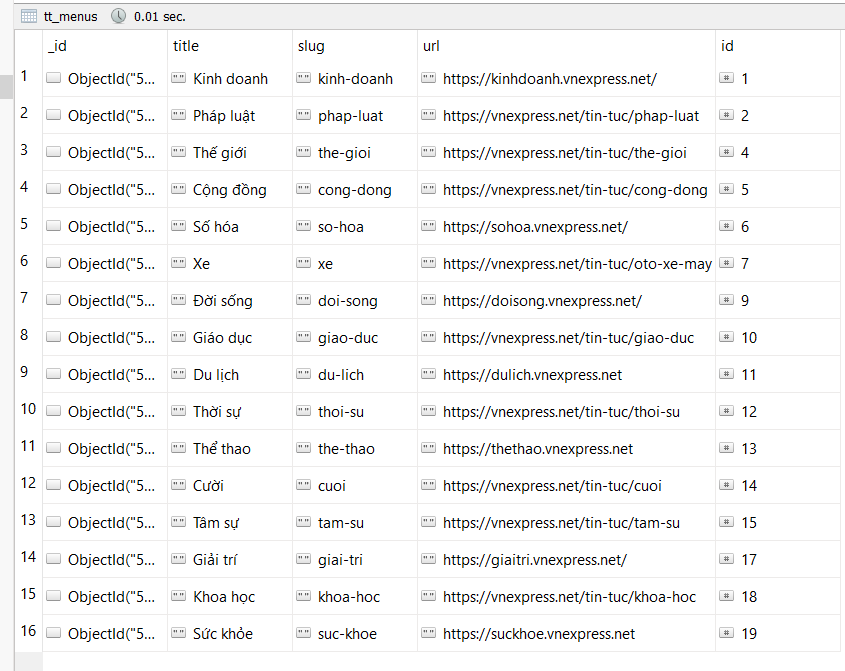 tt_menus 0.01 sec.
_id title slug url id
1 ObjectId("5... Kinh doanh kinh-doanh https://kinhdoanh.vnexpress.net/ 1
2 ObjectId("5... Pháp luật phap-luat https://vnexpress.net/tin-tuc/phap-luat 2
3 ObjectId("5... Thế giới the-gioi https://vnexpress.net/tin-tuc/the-gioi 4
4 ObjectId("5... Cộng đồng cong-dong https://vnexpress.net/tin-tuc/cong-dong 5
5 ObjectId("5... Số hóa so-hoa https://sohoa.vnexpress.net/ 6
6 ObjectId("5... Xe xe https://vnexpress.net/tin-tuc/oto-xe-may 7
7 ObjectId("5... Đời sống doi-song https://doisong.vnexpress.net/ 9
8 ObjectId("5... Giáo dục giao-duc https://vnexpress.net/tin-tuc/giao-duc 10
9 ObjectId("5... Du lịch du-lich https://dulich.vnexpress.net 11
10 ObjectId("5... Thời sự thoi-su https://vnexpress.net/tin-tuc/thoi-su 12
11 ObjectId("5... Thể thao the-thao https://thethao.vnexpress.net 13
12 ObjectId("5... Cười cuoi https://vnexpress.net/tin-tuc/cuoi 14
13 ObjectId("5... Tâm sự tam-su https://vnexpress.net/tin-tuc/tam-su 15
14 ObjectId("5... Giải trí giai-tri https://giaitri.vnexpress.net/ 17
15 ObjectId("5... Khoa học khoa-hoc https://vnexpress.net/tin-tuc/khoa-hoc 18
16 ObjectId("5... Sức khỏe suc-khoe https://suckhoe.vnexpress.net 19